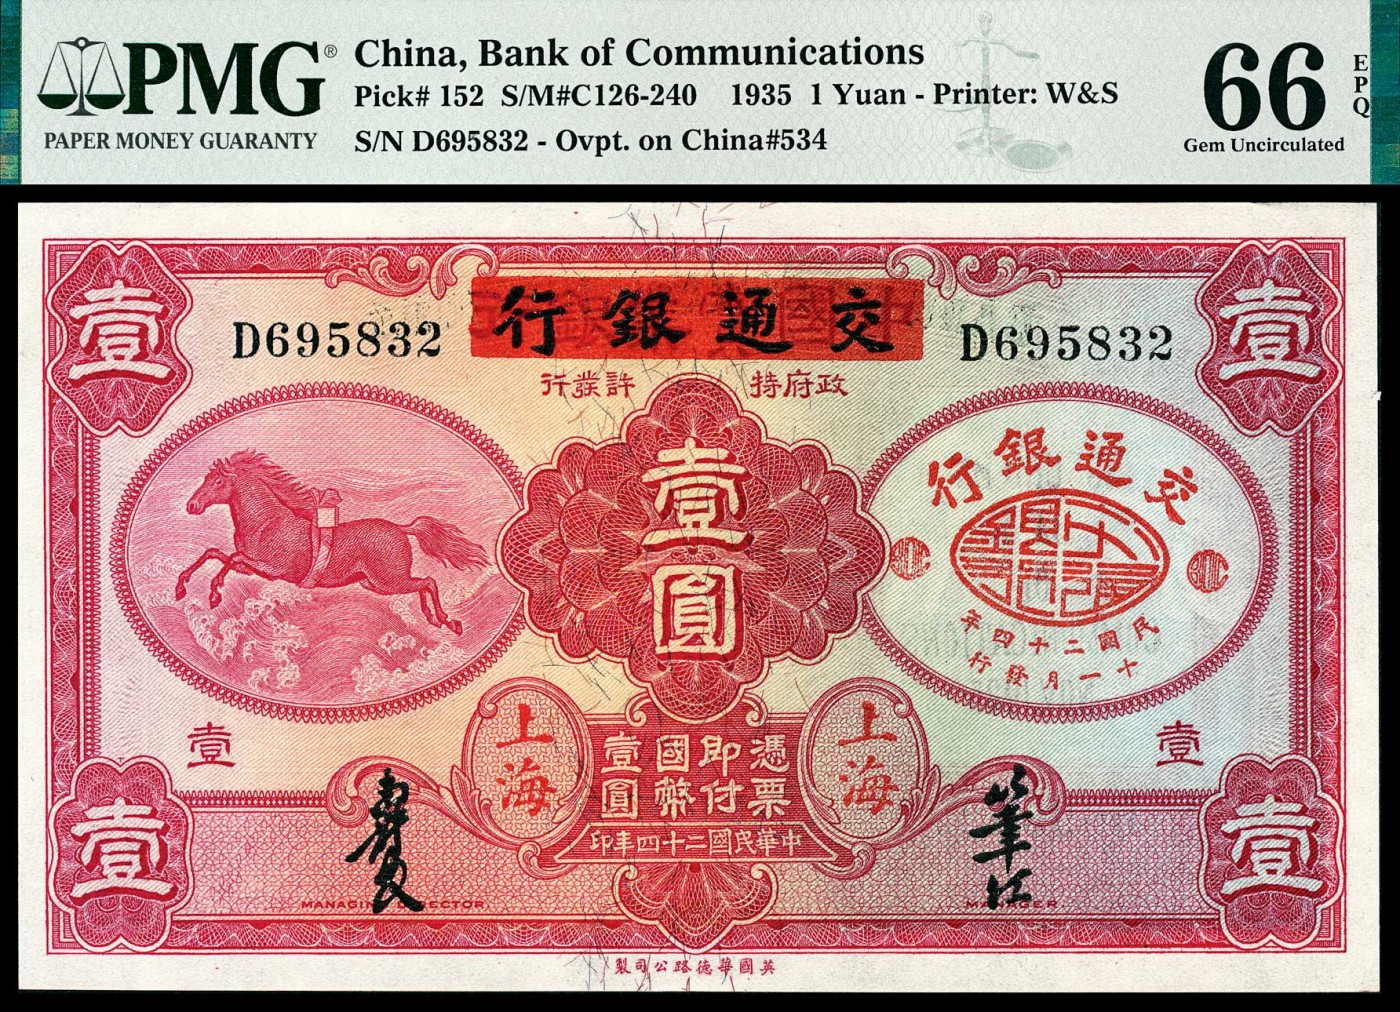 PMG®
PAPER MONEY GUARANTY
China, Bank of Communications
Pick# 152 S/M#C126-240 1935 1 Yuan - Printer: W&S
S/N D695832 - Ovpt. on China#534
66 EPQ
Gem Uncirculated
行銀通交
D695832
D695832
行業許 特府政
壹
壹
壹圓
行銀通交
年四十二國民
行發月一十
壹
壹
上海
上海
憑票即付國幣壹圓
印年四十二國民華中
壹
壹
MANAGING DIRECTOR
MANAGER
製司公路德華國英